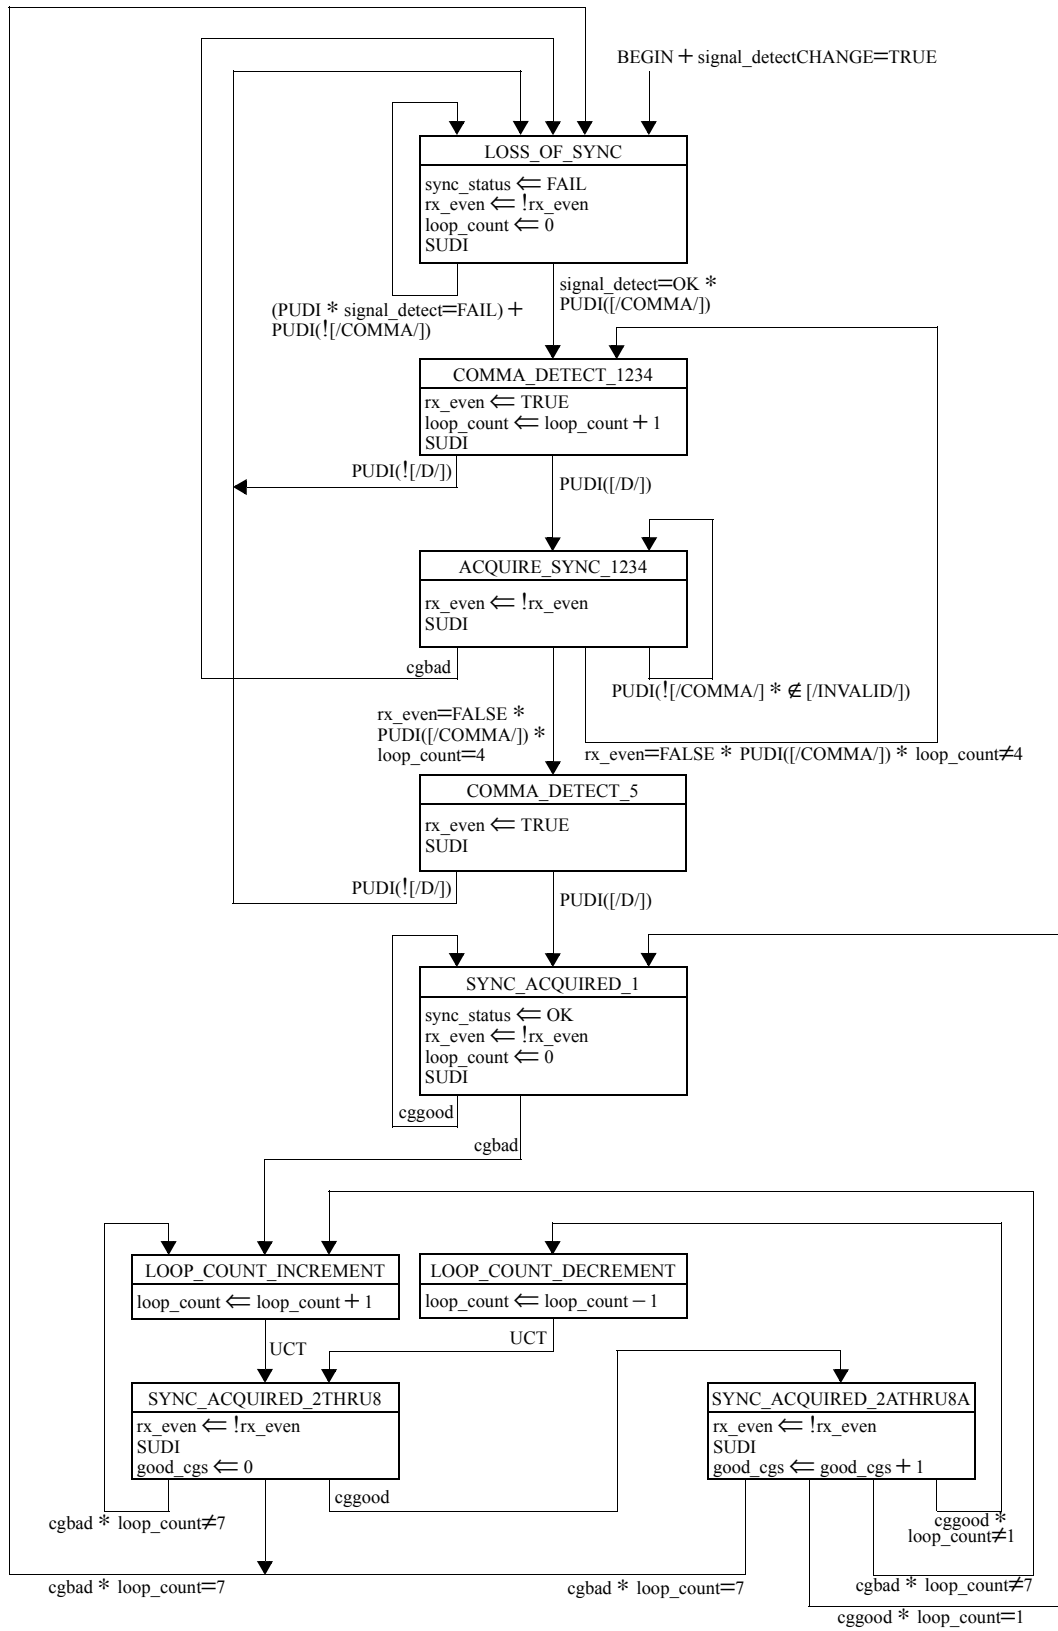 BEGIN + signal_detectCHANGE=TRUE
LOSS_OF_SYNC
sync_status ⇐ FAIL
rx_even ⇐ !rx_even
loop_count ⇐ 0
SUDI
(PUDI * signal_detect=FAIL) +
PUDI(![/COMMA/])
signal_detect=OK *
PUDI([/COMMA/])
COMMA_DETECT_1234
rx_even ⇐ TRUE
loop_count ⇐ loop_count + 1
SUDI
PUDI(![/D/])
PUDI([/D/])
ACQUIRE_SYNC_1234
rx_even ⇐ !rx_even
SUDI
cgbad
PUDI(![/COMMA/] * ∉ [/INVALID/])
rx_even=FALSE *
PUDI([/COMMA/]) *
loop_count=4
rx_even=FALSE * PUDI([/COMMA/]) * loop_count≠4
COMMA_DETECT_5
rx_even ⇐ TRUE
SUDI
PUDI(![/D/])
PUDI([/D/])
SYNC_ACQUIRED_1
sync_status ⇐ OK
rx_even ⇐ !rx_even
loop_count ⇐ 0
SUDI
cggood
cgbad
LOOP_COUNT_INCREMENT
loop_count ⇐ loop_count + 1
LOOP_COUNT_DECREMENT
loop_count ⇐ loop_count − 1
UCT
UCT
SYNC_ACQUIRED_2THRU8
rx_even ⇐ !rx_even
SUDI
good_cgs ⇐ 0
SYNC_ACQUIRED_2ATHRU8A
rx_even ⇐ !rx_even
SUDI
good_cgs ⇐ good_cgs + 1
cggood
cgbad * loop_count≠7
cggood *
loop_count≠1
cgbad * loop_count=7
cgbad * loop_count=7
cgbad * loop_count≠7
cggood * loop_count=1